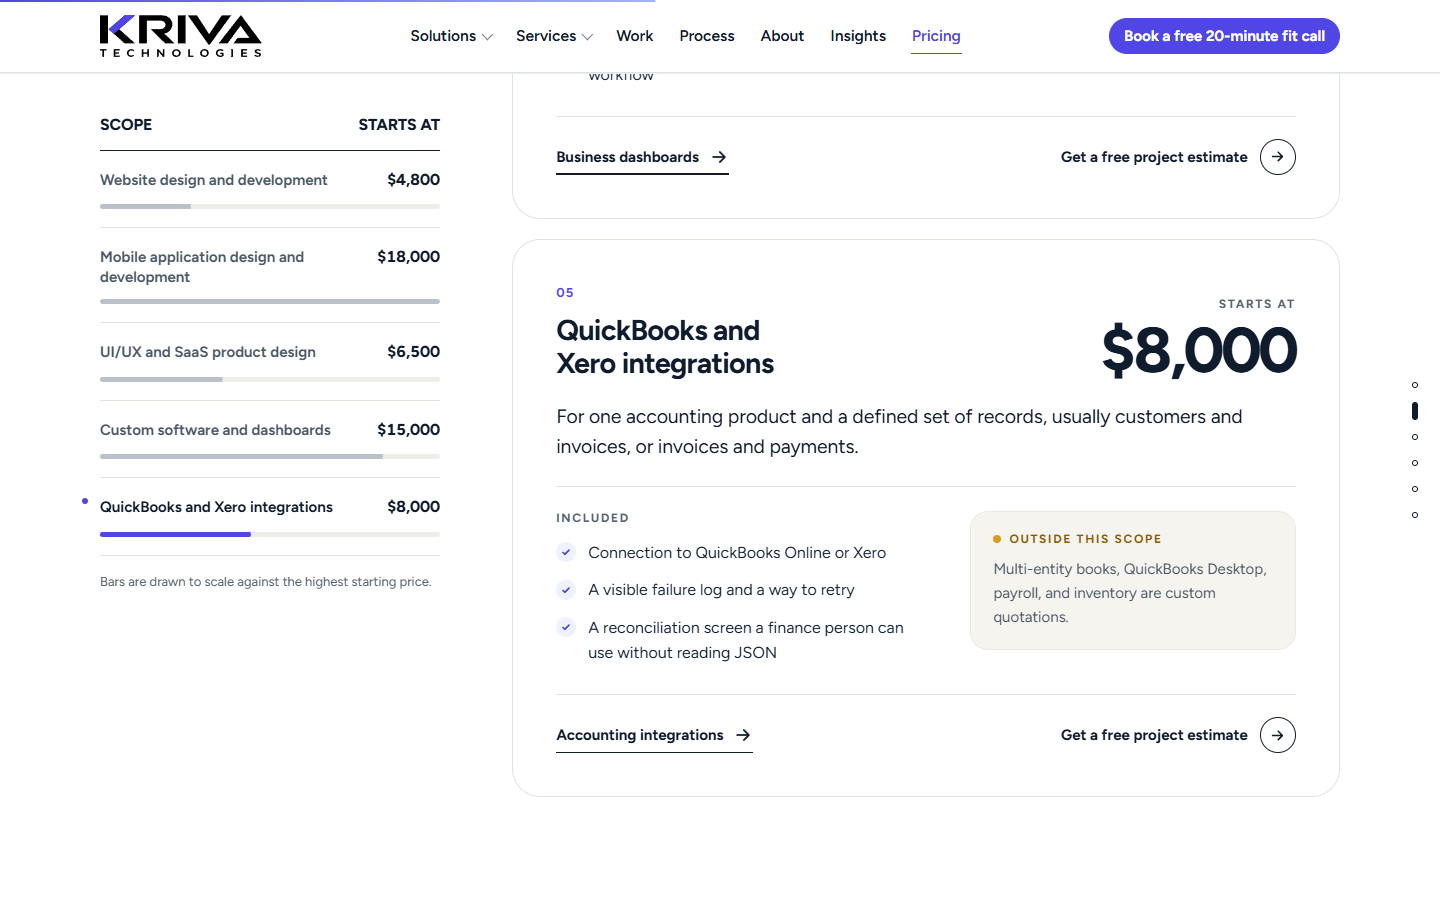 KRIVA
TECHNOLOGIES
Solutions
Services
Work
Process
About
Insights
Pricing
Book a free 20-minute fit call
SCOPE
STARTS AT
Website design and development
$4,800
Mobile application design and
development
$18,000
UI/UX and SaaS product design
$6,500
Custom software and dashboards
$15,000
QuickBooks and Xero integrations
$8,000
Bars are drawn to scale against the highest starting price.
workflow
Business dashboards
Get a free project estimate
05
QuickBooks and
Xero integrations
STARTS AT
$8,000
For one accounting product and a defined set of records, usually customers and
invoices, or invoices and payments.
INCLUDED
Connection to QuickBooks Online or Xero
A visible failure log and a way to retry
A reconciliation screen a finance person can
use without reading JSON
OUTSIDE THIS SCOPE
Multi-entity books, QuickBooks Desktop,
payroll, and inventory are custom
quotations.
Accounting integrations
Get a free project estimate